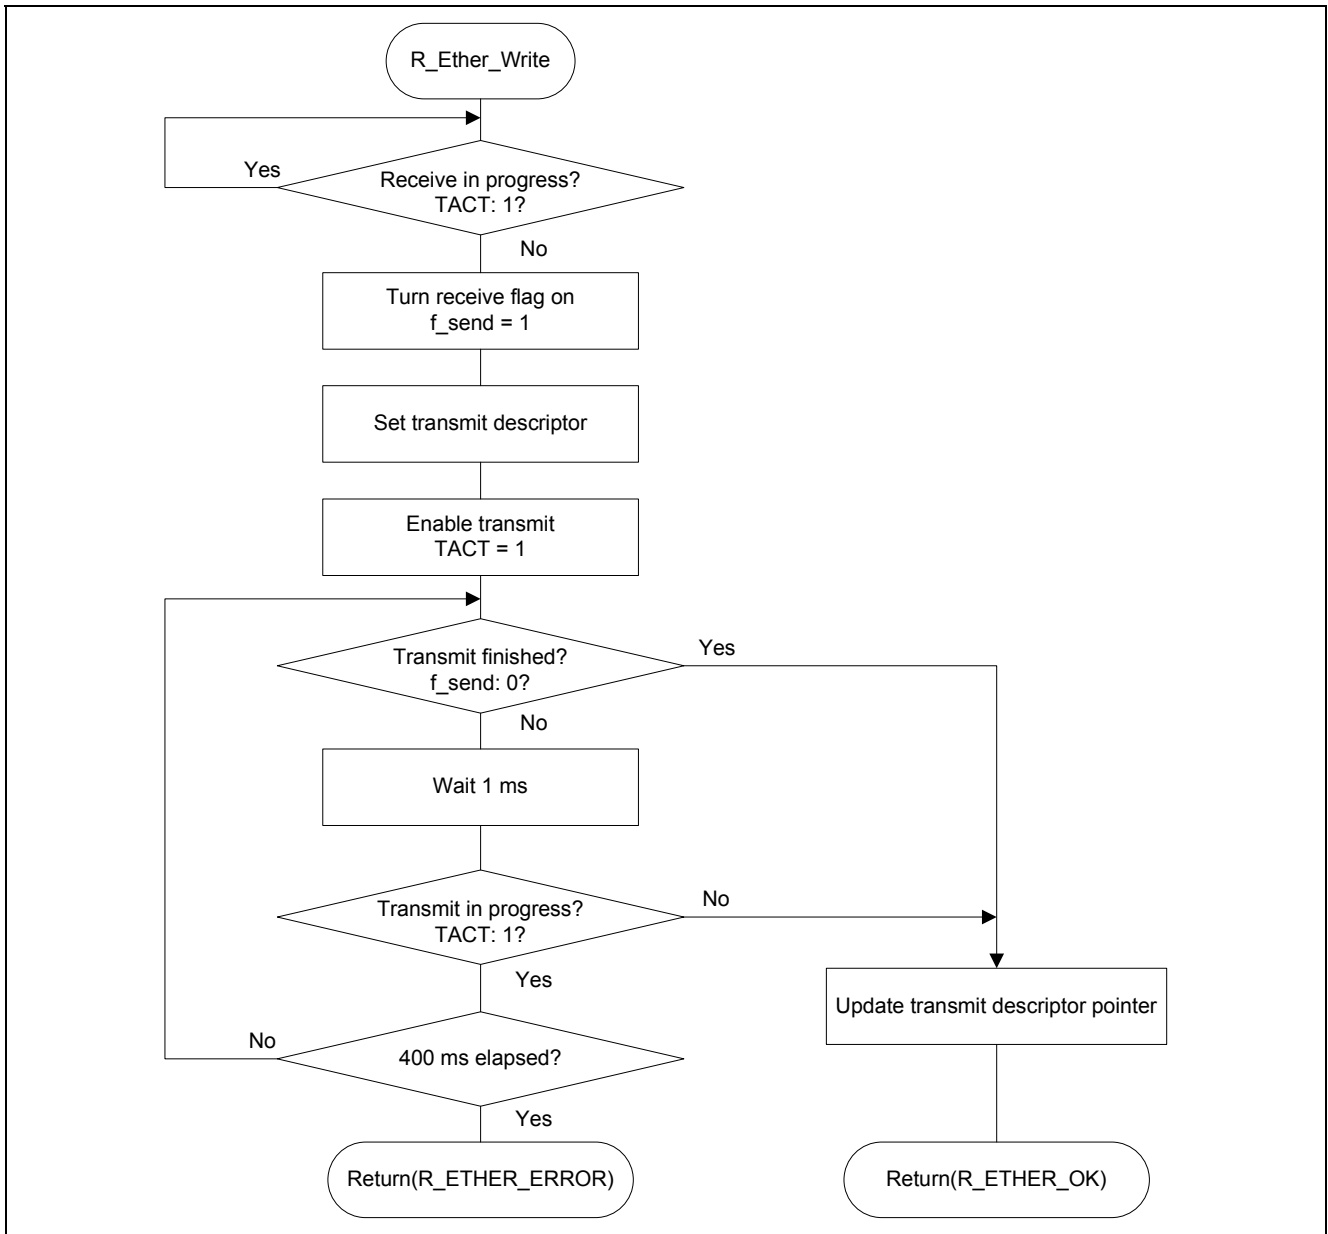 R_Ether_Write
Yes
Receive in progress?
TACT: 1?
No
Turn receive flag on
f_send = 1
Set transmit descriptor
Enable transmit
TACT = 1
Transmit finished?
f_send: 0?
Yes
No
Wait 1 ms
Transmit in progress?
TACT: 1?
No
Yes
Update transmit descriptor pointer
No
400 ms elapsed?
Yes
Return(R_ETHER_ERROR)
Return(R_ETHER_OK)